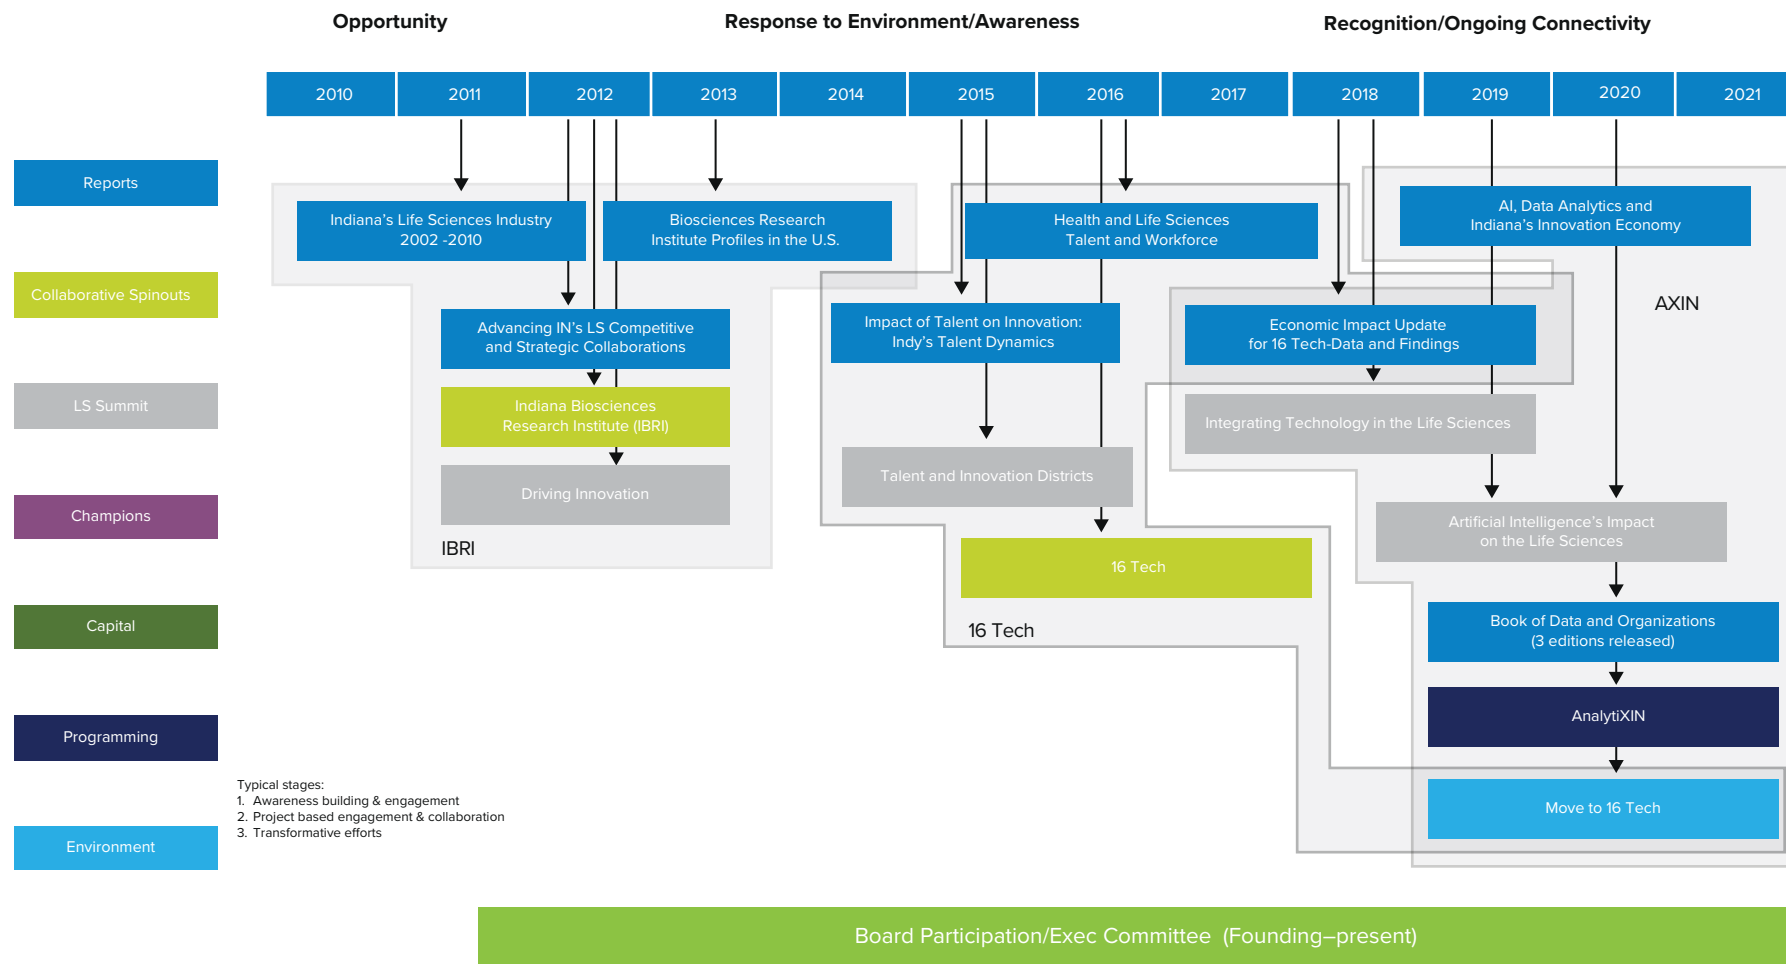 Opportunity
Response to Environment/Awareness
Recognition/Ongoing Connectivity
2010
2011
2012
2013
2014
2015
2016
2017
2018
2019
2020
2021
Reports
Collaborative Spinouts
LS Summit
Champions
Capital
Programming
Environment
Indiana's Life Sciences Industry
2002 -2010
Biosciences Research
Institute Profiles in the U.S.
Advancing IN's LS Competitive
and Strategic Collaborations
Indiana Biosciences
Research Institute (IBRI)
Driving Innovation
IBRI
Health and Life Sciences
Talent and Workforce
Impact of Talent on Innovation:
Indy's Talent Dynamics
Talent and Innovation Districts
16 Tech
16 Tech
AI, Data Analytics and
Indiana's Innovation Economy
AXIN
Economic Impact Update
for 16 Tech-Data and Findings
Integrating Technology in the Life Sciences
Artificial Intelligence's Impact
on the Life Sciences
Book of Data and Organizations
(3 editions released)
AnalytiXIN
Move to 16 Tech
Typical stages:
1. Awareness building & engagement
2. Project based engagement & collaboration
3. Transformative efforts
Board Participation/Exec Committee (Founding–present)